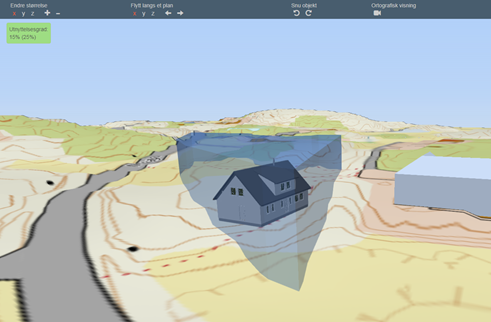 Endre størrelse
x y z + −
Flytt langs et plan
x y z ← →
Snu objekt
Ortografisk visning
Utnyttelsesgrad:
15% (25%)